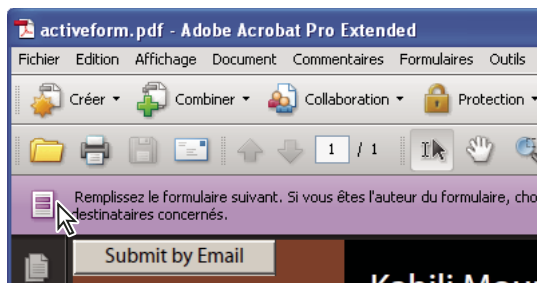 activeform.pdf - Adobe Acrobat Pro Extended
Fichier Edition Affichage Document Commentaires Formulaires Outils
Créer Combiner Collaboration Protection
1 / 1
Remplissez le formulaire suivant. Si vous êtes l'auteur du formulaire, cho
destinataires concernés.
Submit by Email